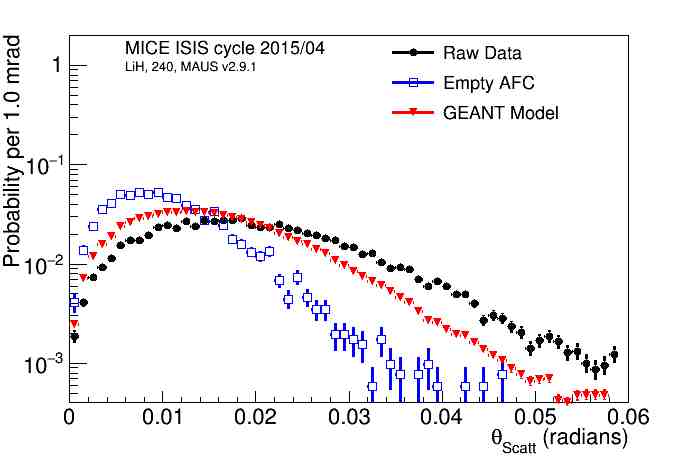 MICE ISIS cycle 2015/04
LiH, 240, MAUS v2.9.1
Raw Data
Empty AFC
GEANT Model
Probability per 1.0 mrad
1
10⁻¹
10⁻²
10⁻³
0 0.01 0.02 0.03 0.04 0.05 0.06
θScatt (radians)